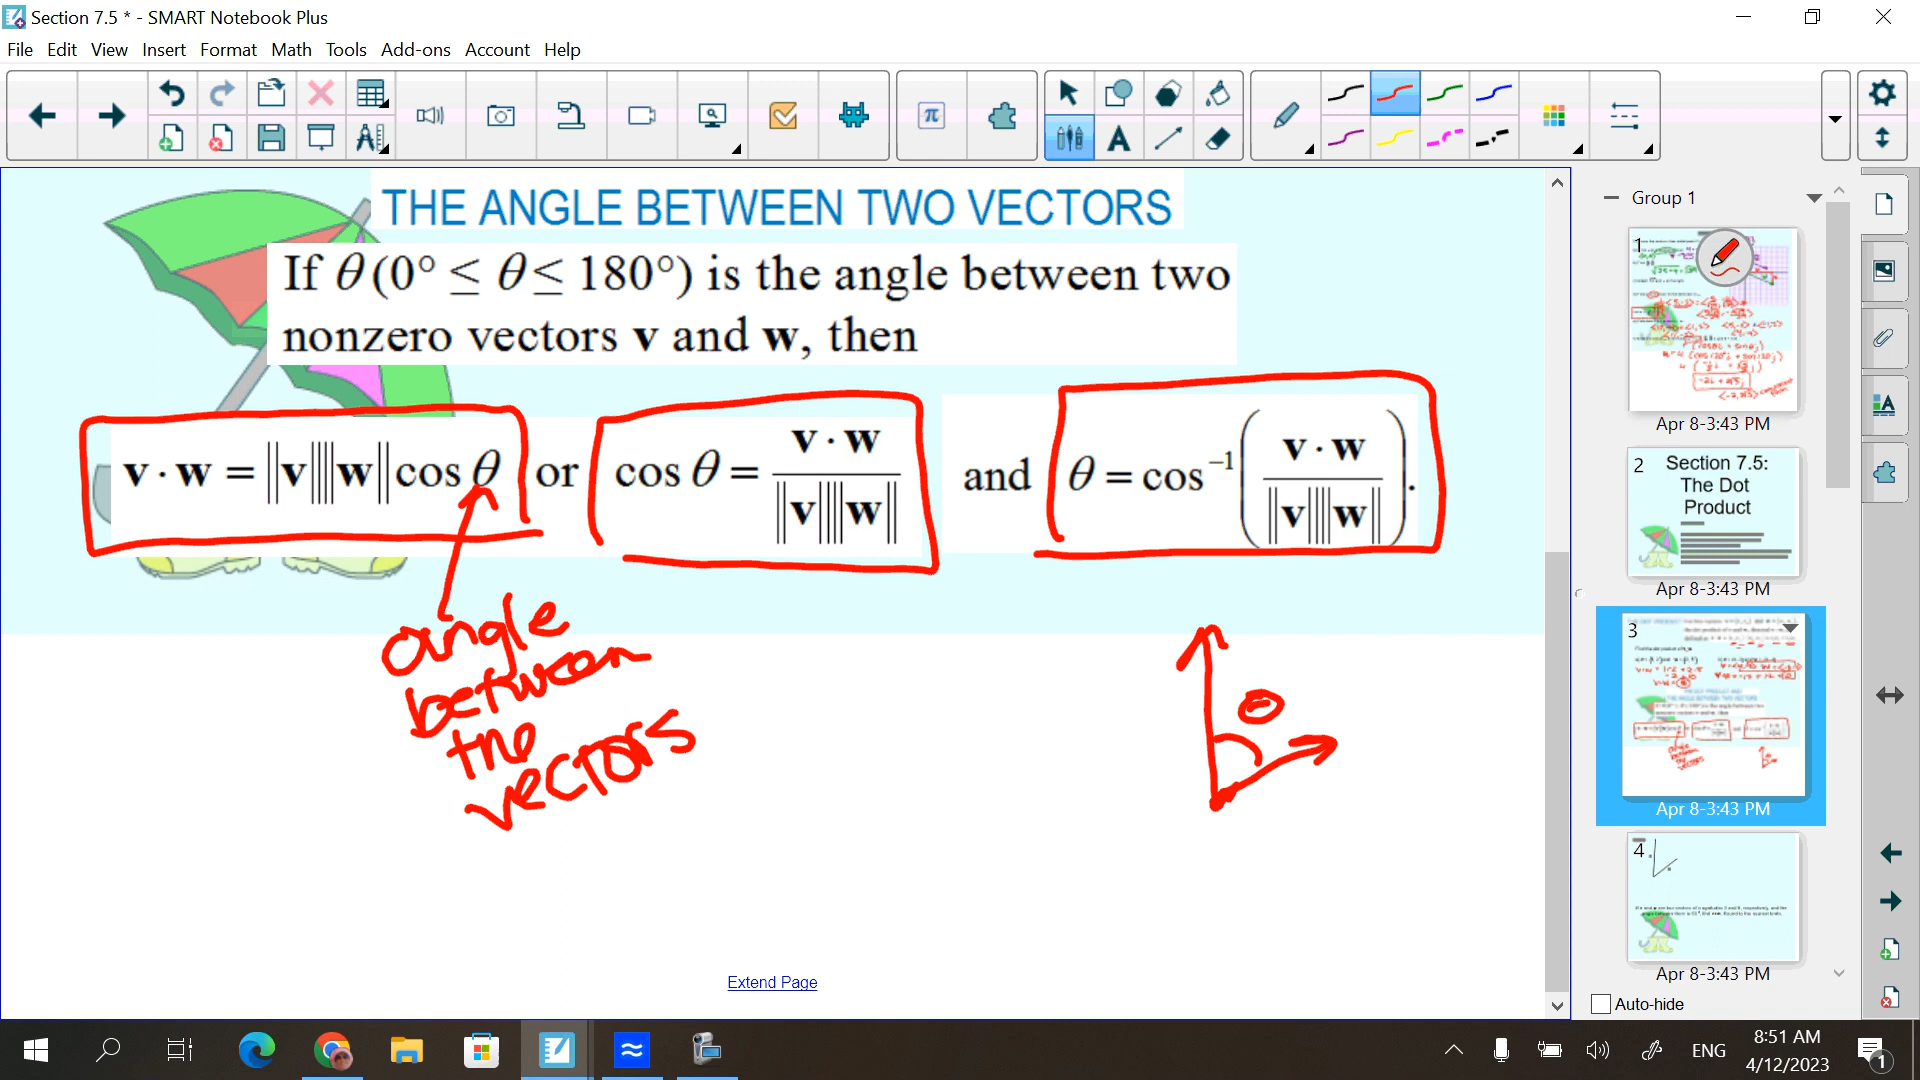 Section 7.5 * - SMART Notebook Plus
File Edit View Insert Format Math Tools Add-ons Account Help
THE ANGLE BETWEEN TWO VECTORS
If θ (0° ≤ θ ≤ 180°) is the angle between two
nonzero vectors v and w, then
v · w = ‖v‖‖w‖ cos θ or cos θ = v · w / ‖v‖‖w‖ and θ = cos⁻¹ (v · w / ‖v‖‖w‖).
angle
between
the
vectors
θ
Extend Page
Group 1
1
Apr 8-3:43 PM
2 Section 7.5:
The Dot
Product
Apr 8-3:43 PM
3
Apr 8-3:43 PM
4
Apr 8-3:43 PM
Auto-hide
ENG
8:51 AM
4/12/2023
1